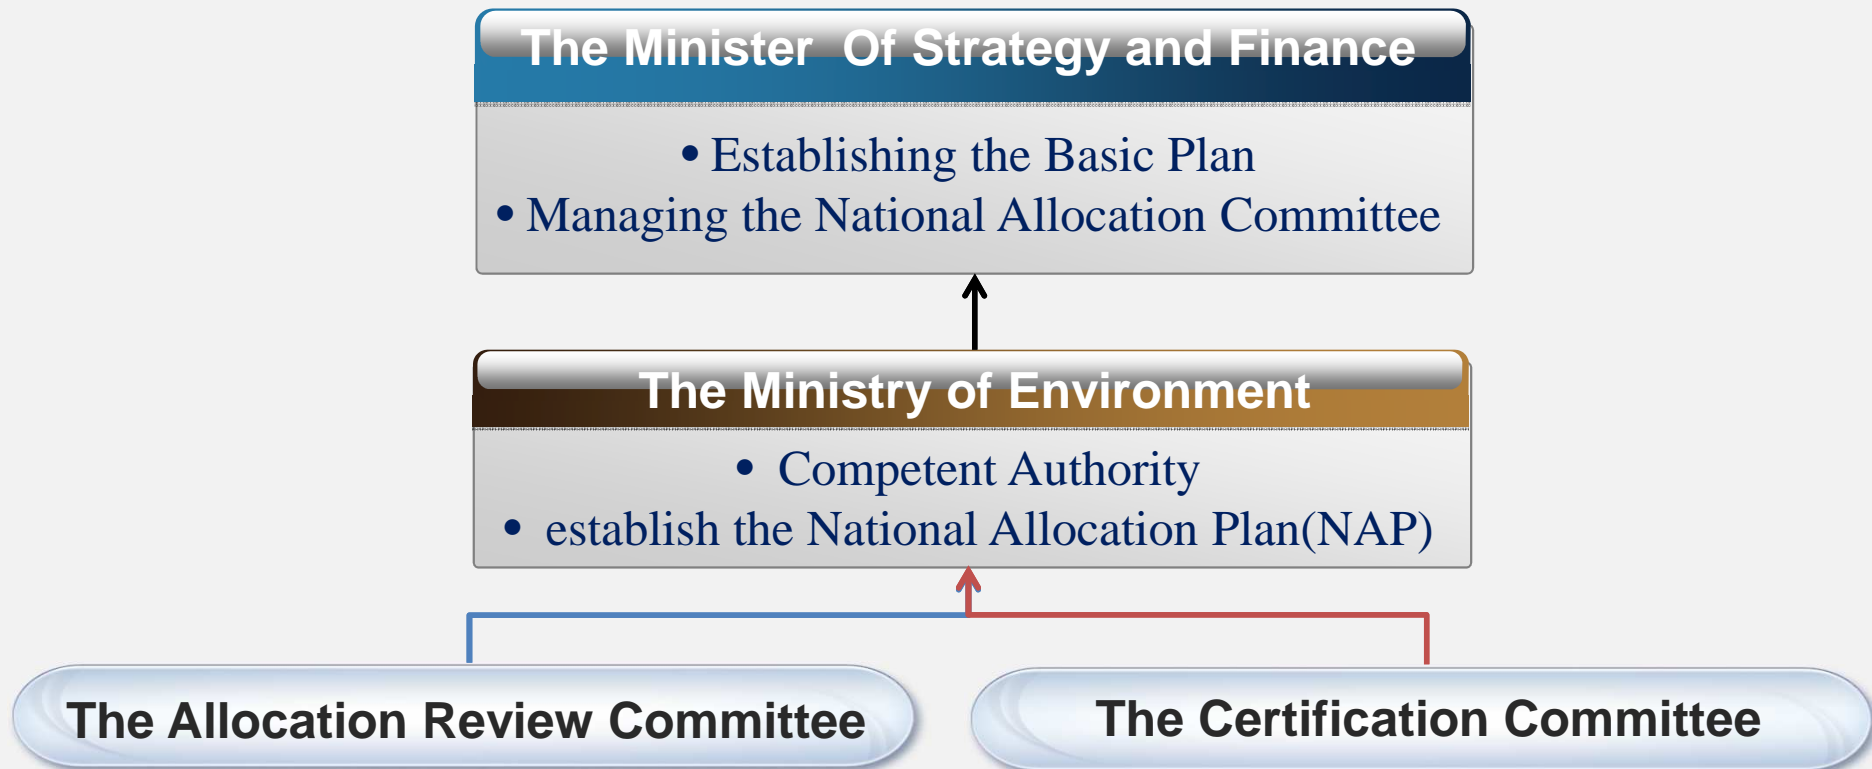 The Minister Of Strategy and Finance
• Establishing the Basic Plan
• Managing the National Allocation Committee
The Ministry of Environment
• Competent Authority
• establish the National Allocation Plan(NAP)
The Allocation Review Committee
The Certification Committee